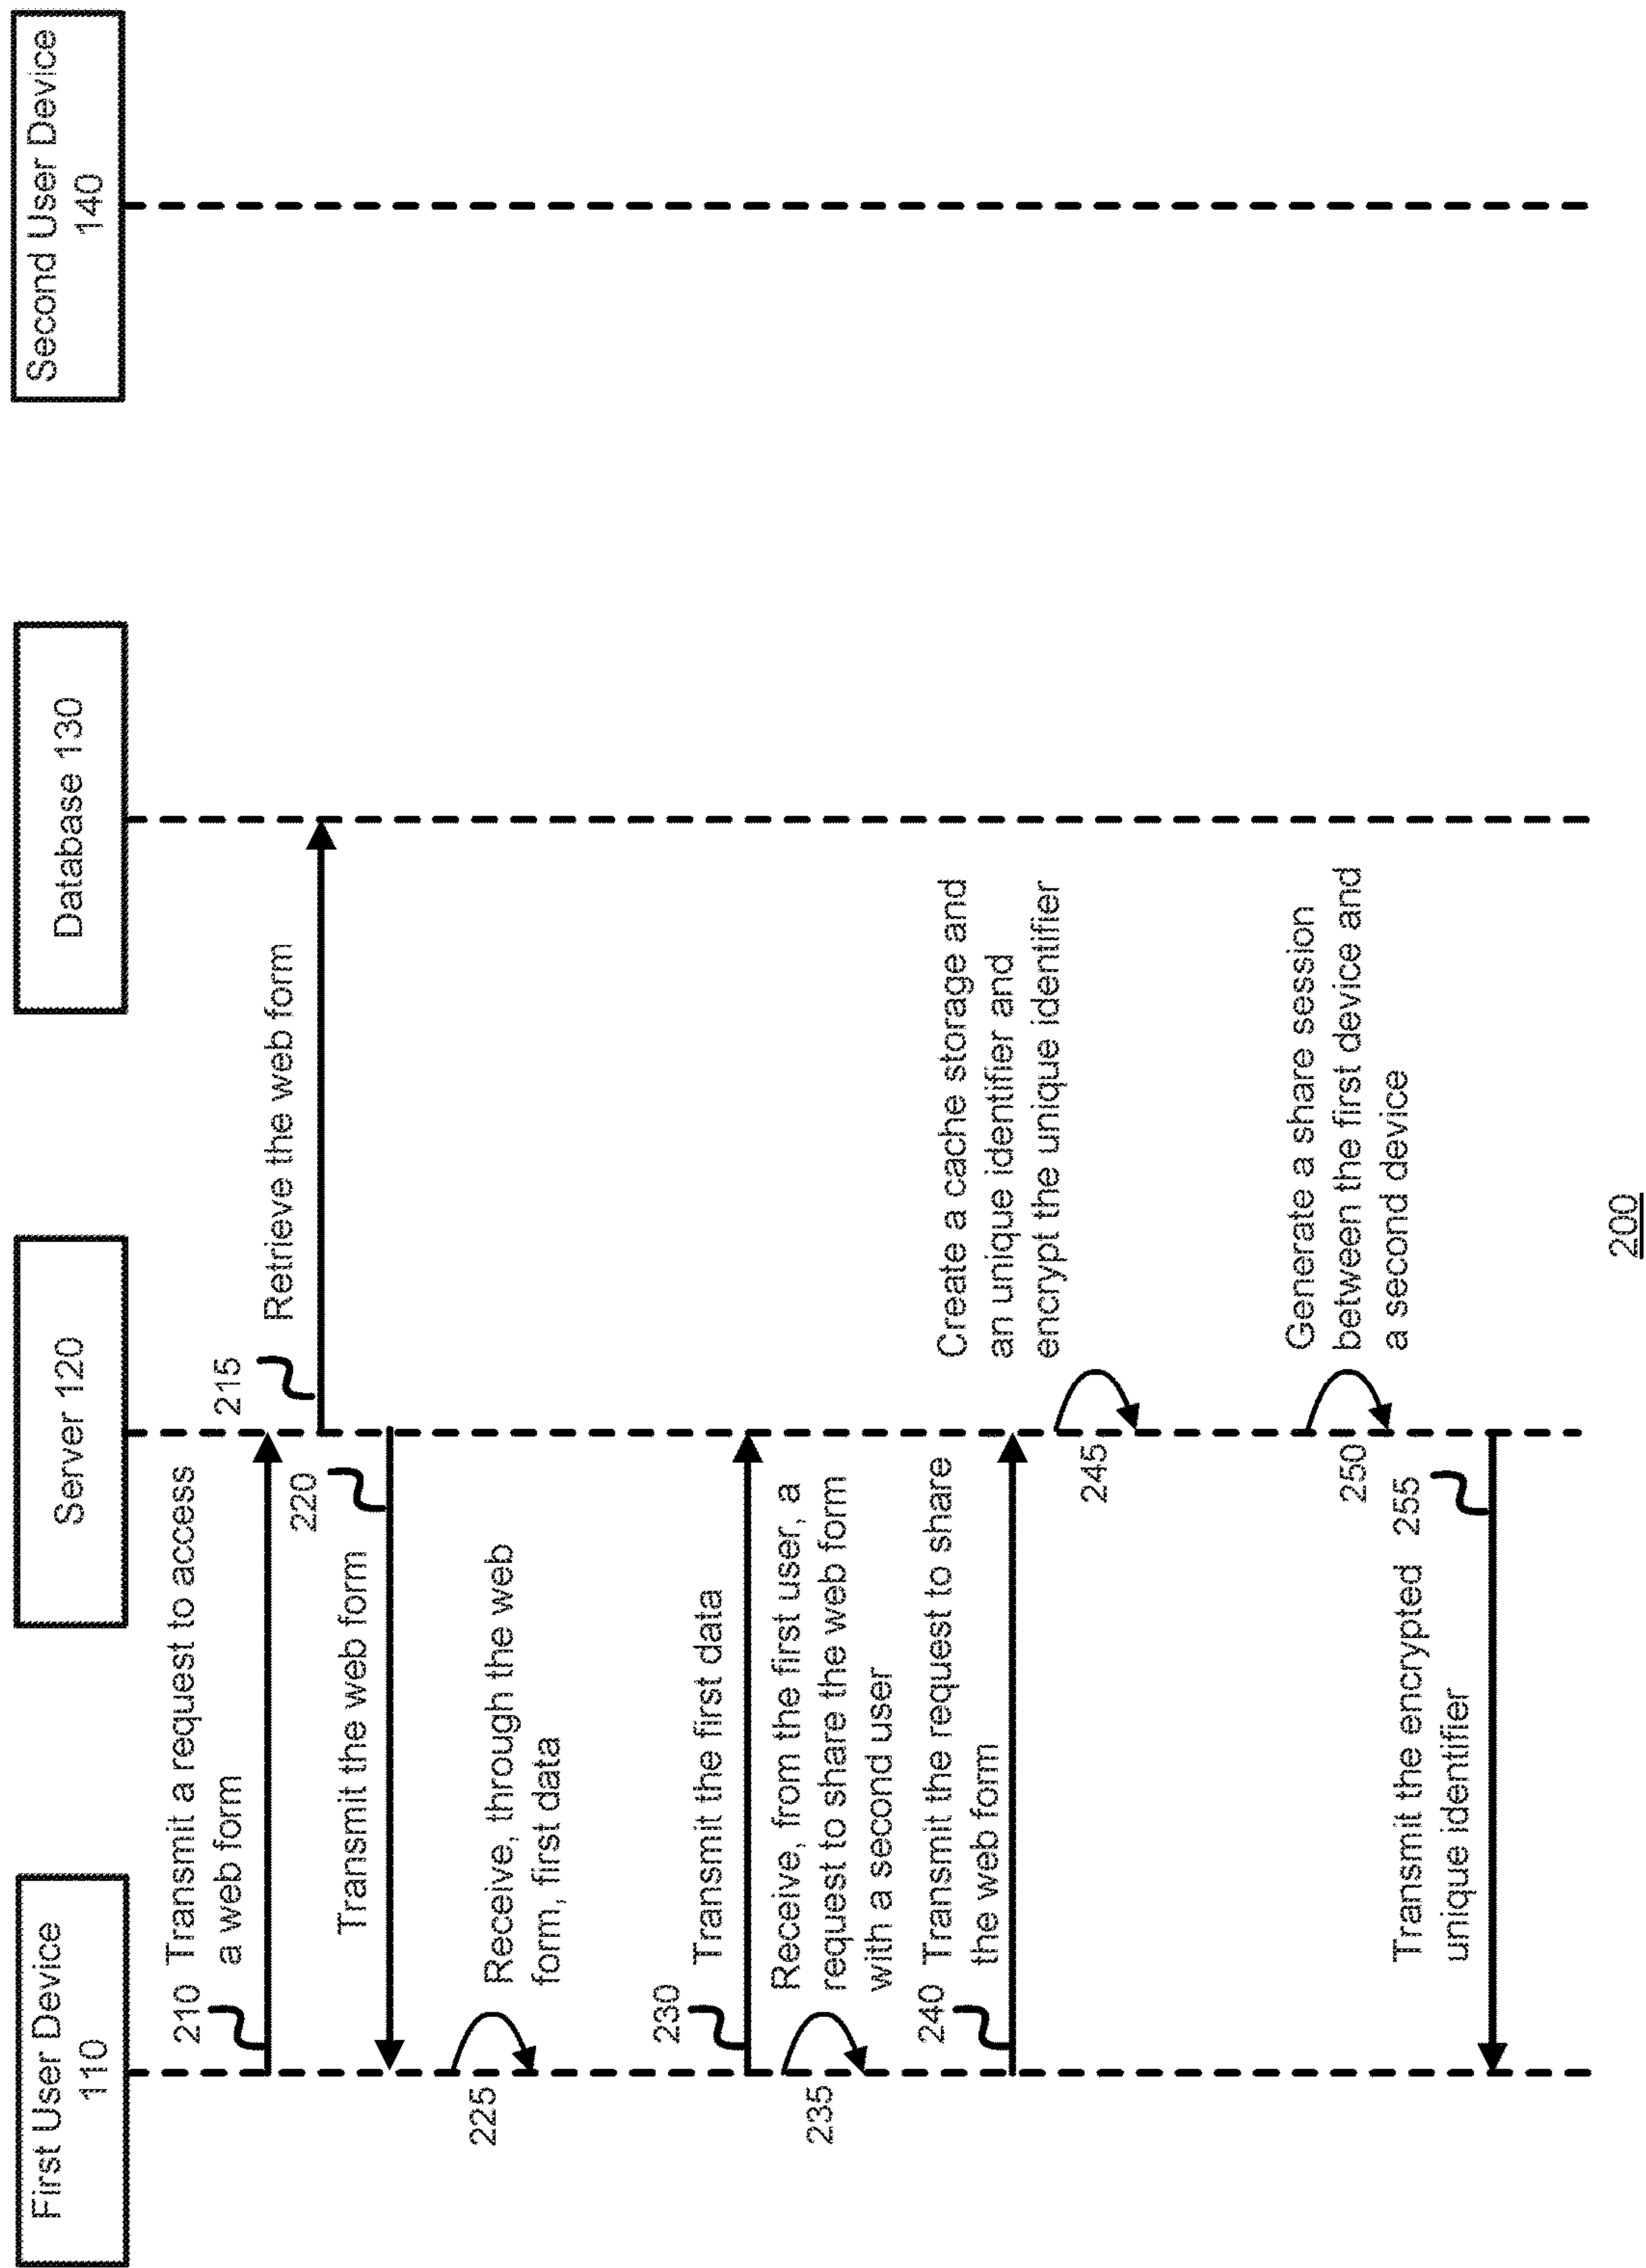 First User Device
110
Server 120
Database 130
Second User Device
140
210 Transmit a request to access
a web form
215
Retrieve the web form
220
Transmit the web form
225
Receive, through the web
form, first data
230
Transmit the first data
235
Receive, from the first user, a
request to share the web form
with a second user
240 Transmit the request to share
the web form
245
Create a cache storage and
an unique identifier and
encrypt the unique identifier
250
Generate a share session
between the first device and
a second device
Transmit the encrypted 255
unique identifier
200